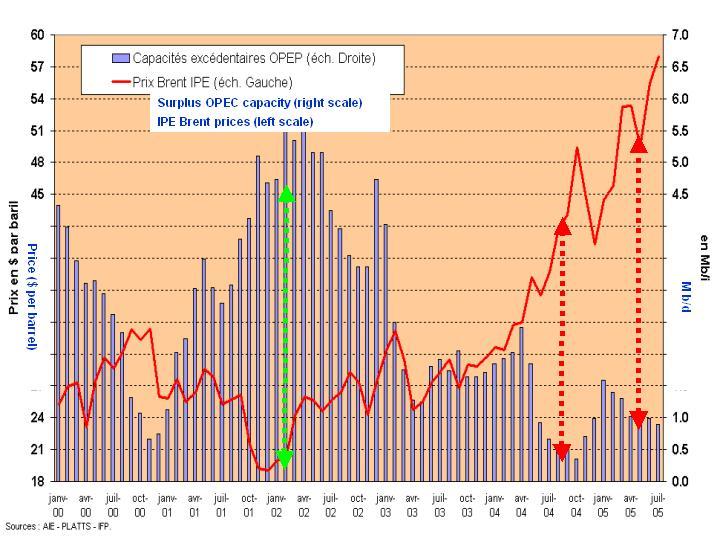 60
57
54
51
48
45
24
21
18
7.0
6.5
6.0
5.5
5.0
4.5
1.0
0.5
0.0
Capacités excédentaires OPEP (éch. Droite)
Prix Brent IPE (éch. Gauche)
Surplus OPEC capacity (right scale)
IPE Brent prices (left scale)
Prix en $ par baril
Price ($ per barrel)
en Mb/j
Mb/d
janv-00 avr-00 juil-00 oct-00 janv-01 avr-01 juil-01 oct-01 janv-02 avr-02 juil-02 oct-02 janv-03 avr-03 juil-03 oct-03 janv-04 avr-04 juil-04 oct-04 janv-05 avr-05 juil-05
Sources : AIE - PLATTS - IFP.